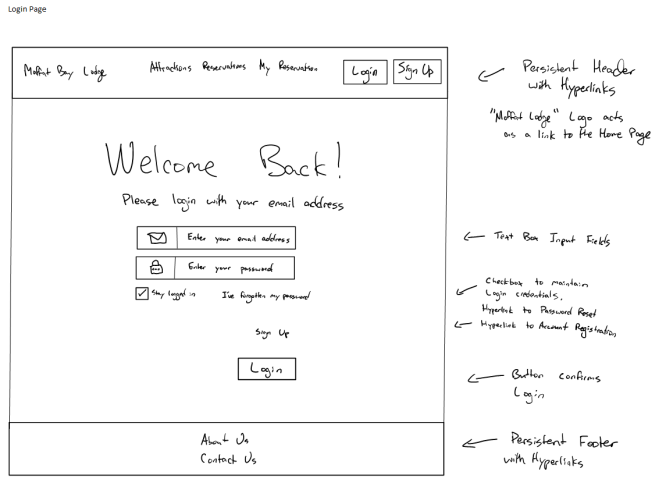 Login Page
Moffat Bay Lodge
Attractions Reservations My Reservation
Login
Sign Up
Persistent Header
with Hyperlinks
"Moffat Lodge" Logo acts
as a link to the Home Page
Welcome Back!
Please login with your email address
Enter your email address
Text Box Input Fields
Enter your password
Stay logged in I've forgotten my password
Checkbox to maintain
Login credentials.
Hyperlink to Password Reset
Hyperlink to Account Registration
Sign Up
Login
Button confirms
Login
About Us
Contact Us
Persistent Footer
with Hyperlinks